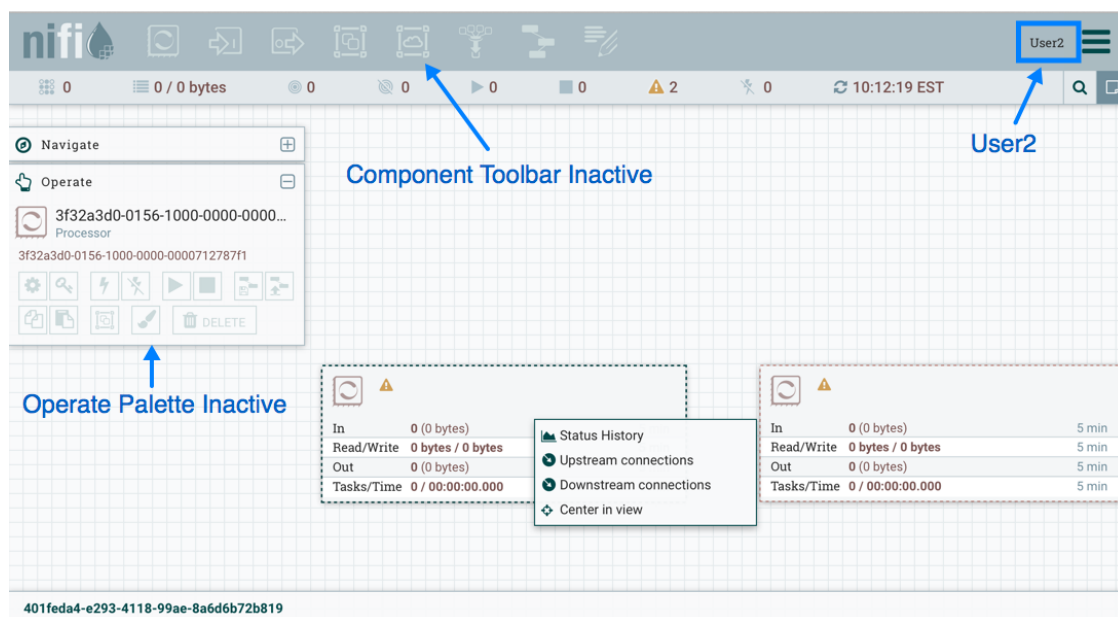 nifi
User2
0
0 / 0 bytes
0
0
0
0
2
0
10:12:19 EST
Navigate
User2
Component Toolbar Inactive
Operate
3f32a3d0-0156-1000-0000-0000...
Processor
3f32a3d0-0156-1000-0000-0000712787f1
DELETE
Operate Palette Inactive
In 0 (0 bytes)
Read/Write 0 bytes / 0 bytes
Out 0 (0 bytes)
Tasks/Time 0 / 00:00:00.000
Status History
Upstream connections
Downstream connections
Center in view
In 0 (0 bytes) 5 min
Read/Write 0 bytes / 0 bytes 5 min
Out 0 (0 bytes) 5 min
Tasks/Time 0 / 00:00:00.000 5 min
401feda4-e293-4118-99ae-8a6d6b72b819